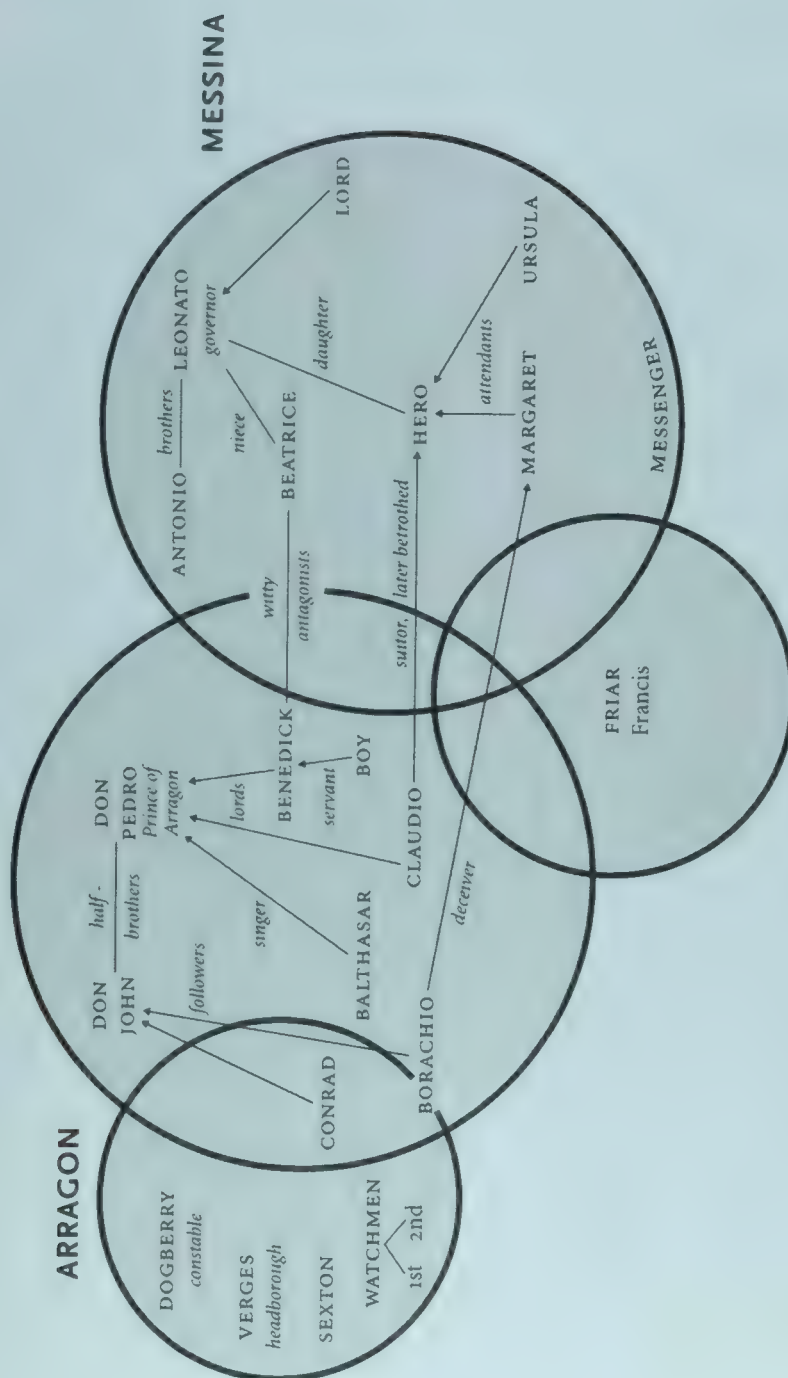 ARRAGON
MESSINA
DOGBERRY
constable
VERGES
headborough
SEXTON
WATCHMEN
1st 2nd
CONRAD
BORACHIO
DON
JOHN
half-
brothers
DON
PEDRO
Prince of
Arragon
followers
singer
lords
BENEDICK
servant
BOY
BALTHASAR
CLAUDIO
deceiver
witty
antagonists
suitor, later betrothed
ANTONIO
brothers
LEONATO
governor
niece
daughter
BEATRICE
LORD
HERO
attendants
MARGARET
URSULA
MESSENGER
FRIAR
Francis